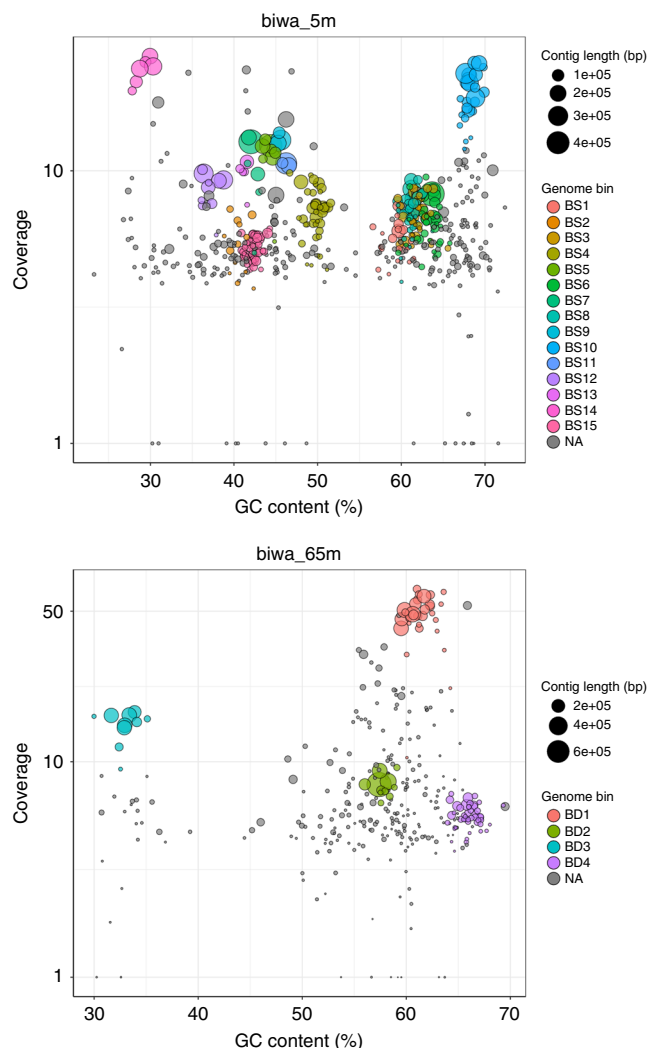 biwa_5m
Coverage
10
1
30
40
50
60
70
GC content (%)
Contig length (bp)
1e+05
2e+05
3e+05
4e+05
Genome bin
BS1
BS2
BS3
BS4
BS5
BS6
BS7
BS8
BS9
BS10
BS11
BS12
BS13
BS14
BS15
NA
biwa_65m
Coverage
50
10
1
30
40
50
60
70
GC content (%)
Contig length (bp)
2e+05
4e+05
6e+05
Genome bin
BD1
BD2
BD3
BD4
NA